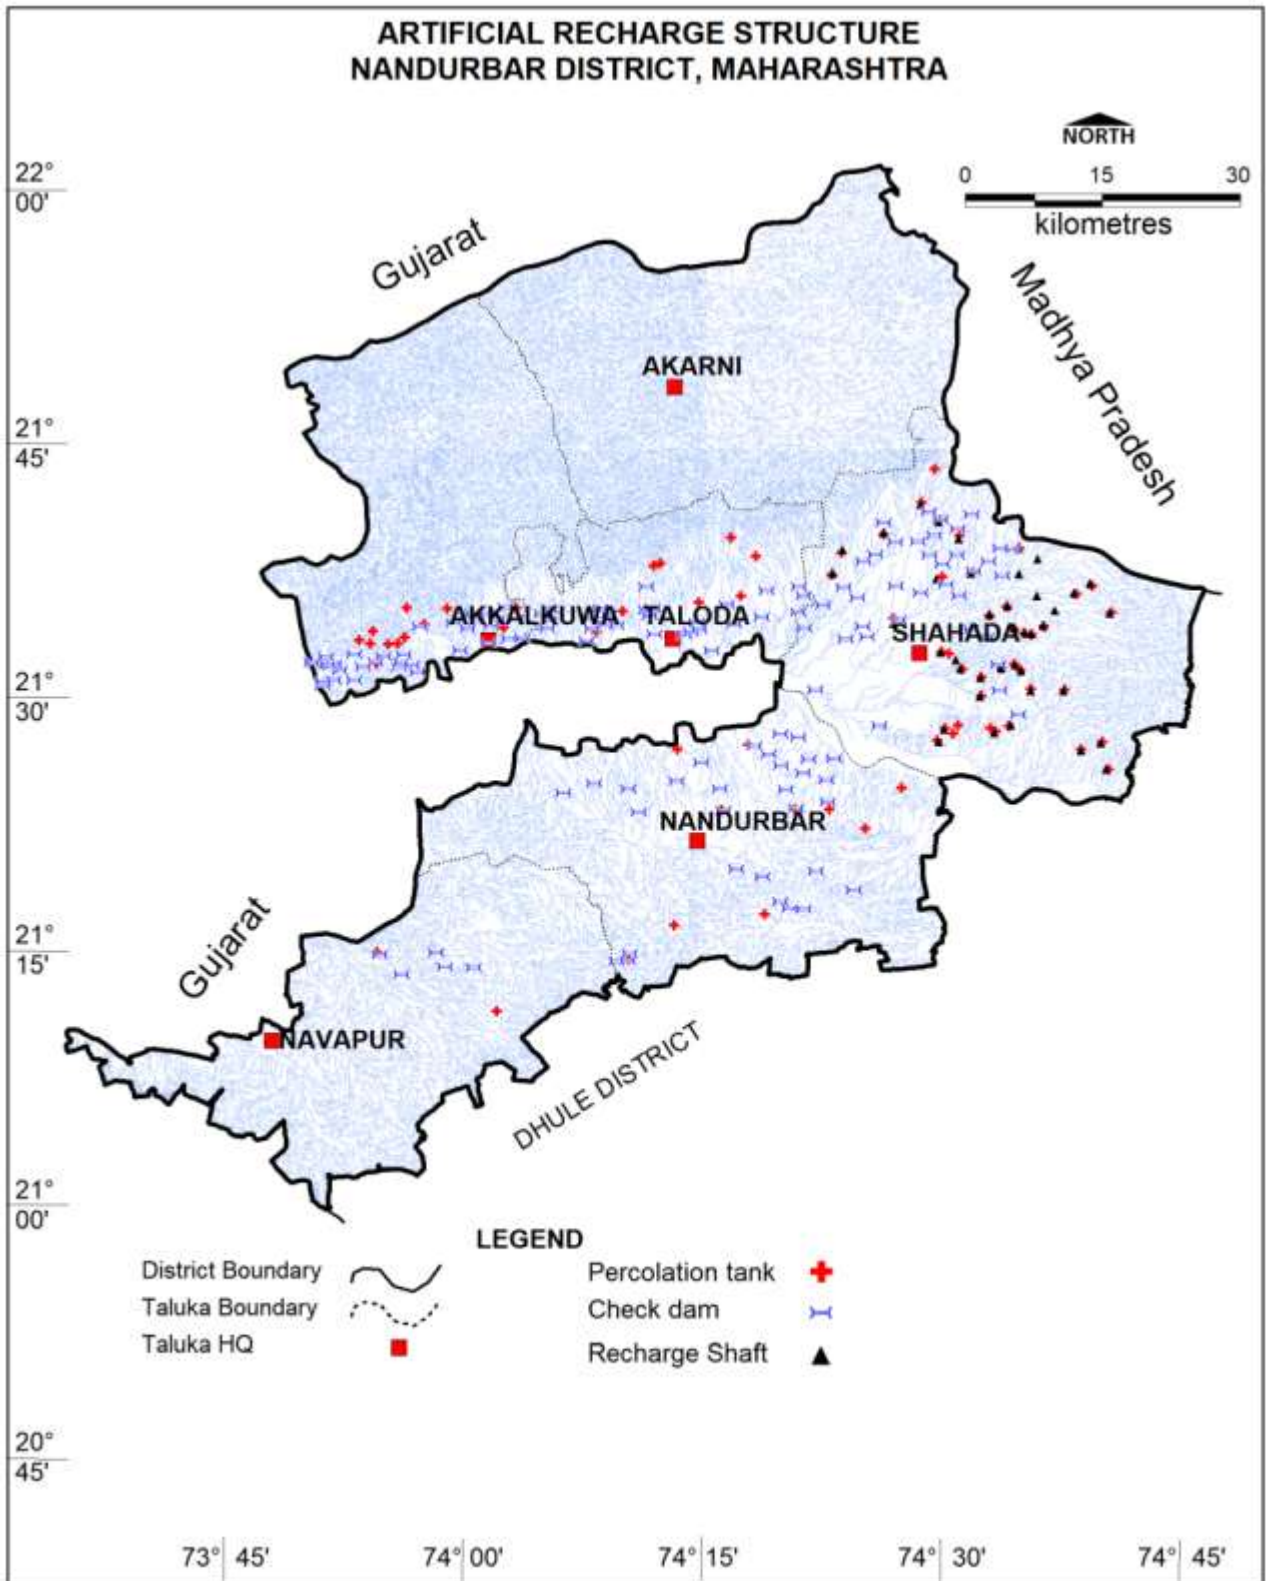 ARTIFICIAL RECHARGE STRUCTURE
NANDURBAR DISTRICT, MAHARASHTRA
NORTH
0 15 30
kilometres
22°
00'
Gujarat
Madhya Pradesh
AKARNI
21°
45'
AKKALKUWA
TALODA
SHAHADA
21°
30'
NANDURBAR
Gujarat
21°
15'
NAVAPUR
DHULE DISTRICT
21°
00'
LEGEND
District Boundary
Taluka Boundary
Taluka HQ
Percolation tank
Check dam
Recharge Shaft
20°
45'
73° 45' 74° 00' 74° 15' 74° 30' 74° 45'